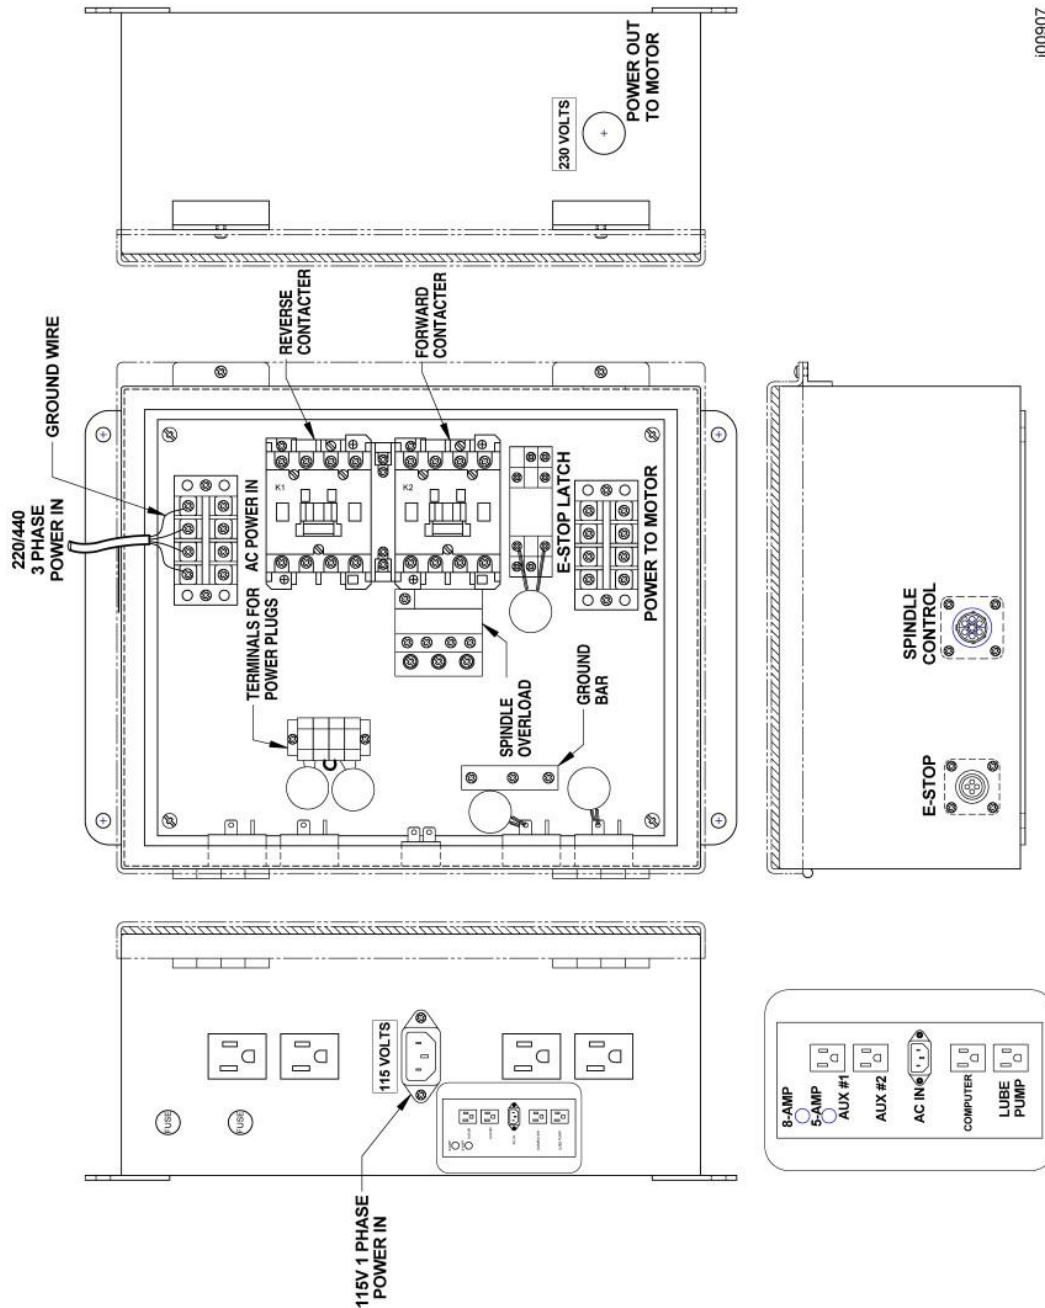 i00907
230 VOLTS
POWER OUT
TO MOTOR
220/440
3 PHASE
POWER IN
GROUND WIRE
REVERSE
CONTACTER
FORWARD
CONTACTER
AC POWER IN
K1
K2
E-STOP LATCH
POWER TO MOTOR
TERMINALS FOR
POWER PLUGS
SPINDLE
OVERLOAD
GROUND
BAR
SPINDLE
CONTROL
E-STOP
FUSE
FUSE
115 VOLTS
115V 1 PHASE
POWER IN
8-AMP
5-AMP
AUX #1
AUX #2
AC IN
COMPUTER
LUBE
PUMP